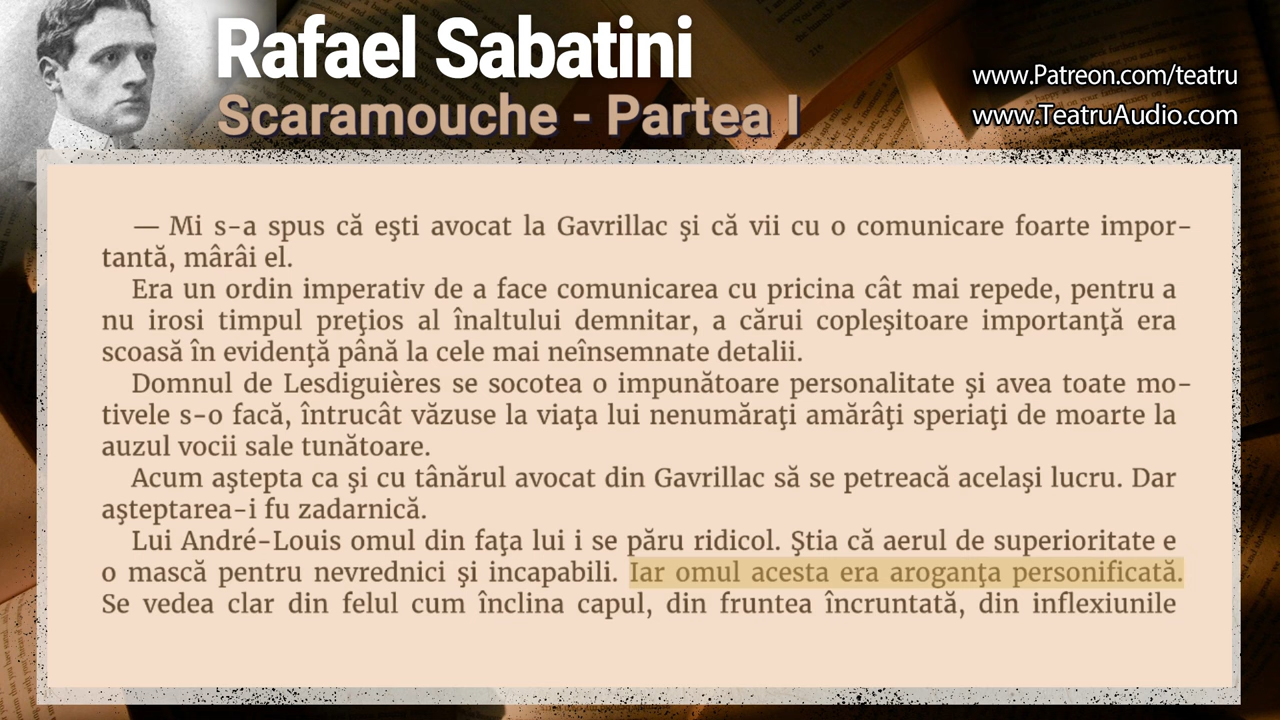 Rafael Sabatini
Scaramouche - Partea I
www.Patreon.com/teatru
www.TeatruAudio.com
— Mi s-a spus că eşti avocat la Gavrillac şi că vii cu o comunicare foarte impor-
tantă, mârâi el.
Era un ordin imperativ de a face comunicarea cu pricina cât mai repede, pentru a
nu irosi timpul preţios al înaltului demnitar, a cărui copleşitoare importanţă era
scoasă în evidenţă până la cele mai neînsemnate detalii.
Domnul de Lesdiguières se socotea o impunătoare personalitate şi avea toate mo-
tivele s-o facă, întrucât văzuse la viaţa lui nenumăraţi amărâţi speriaţi de moarte la
auzul vocii sale tunătoare.
Acum aştepta ca şi cu tânărul avocat din Gavrillac să se petreacă acelaşi lucru. Dar
aşteptarea-i fu zadarnică.
Lui André-Louis omul din faţa lui i se păru ridicol. Ştia că aerul de superioritate e
o mască pentru nevrednici şi incapabili. Iar omul acesta era aroganţa personificată.
Se vedea clar din felul cum înclina capul, din fruntea încruntată, din inflexiunile